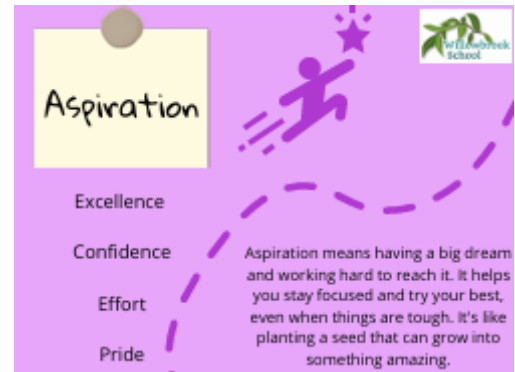 Willowbrook
School
Aspiration
Excellence
Confidence
Effort
Pride
Aspiration means having a big dream
and working hard to reach it. It helps
you stay focused and try your best,
even when things are tough. It's like
planting a seed that can grow into
something amazing.